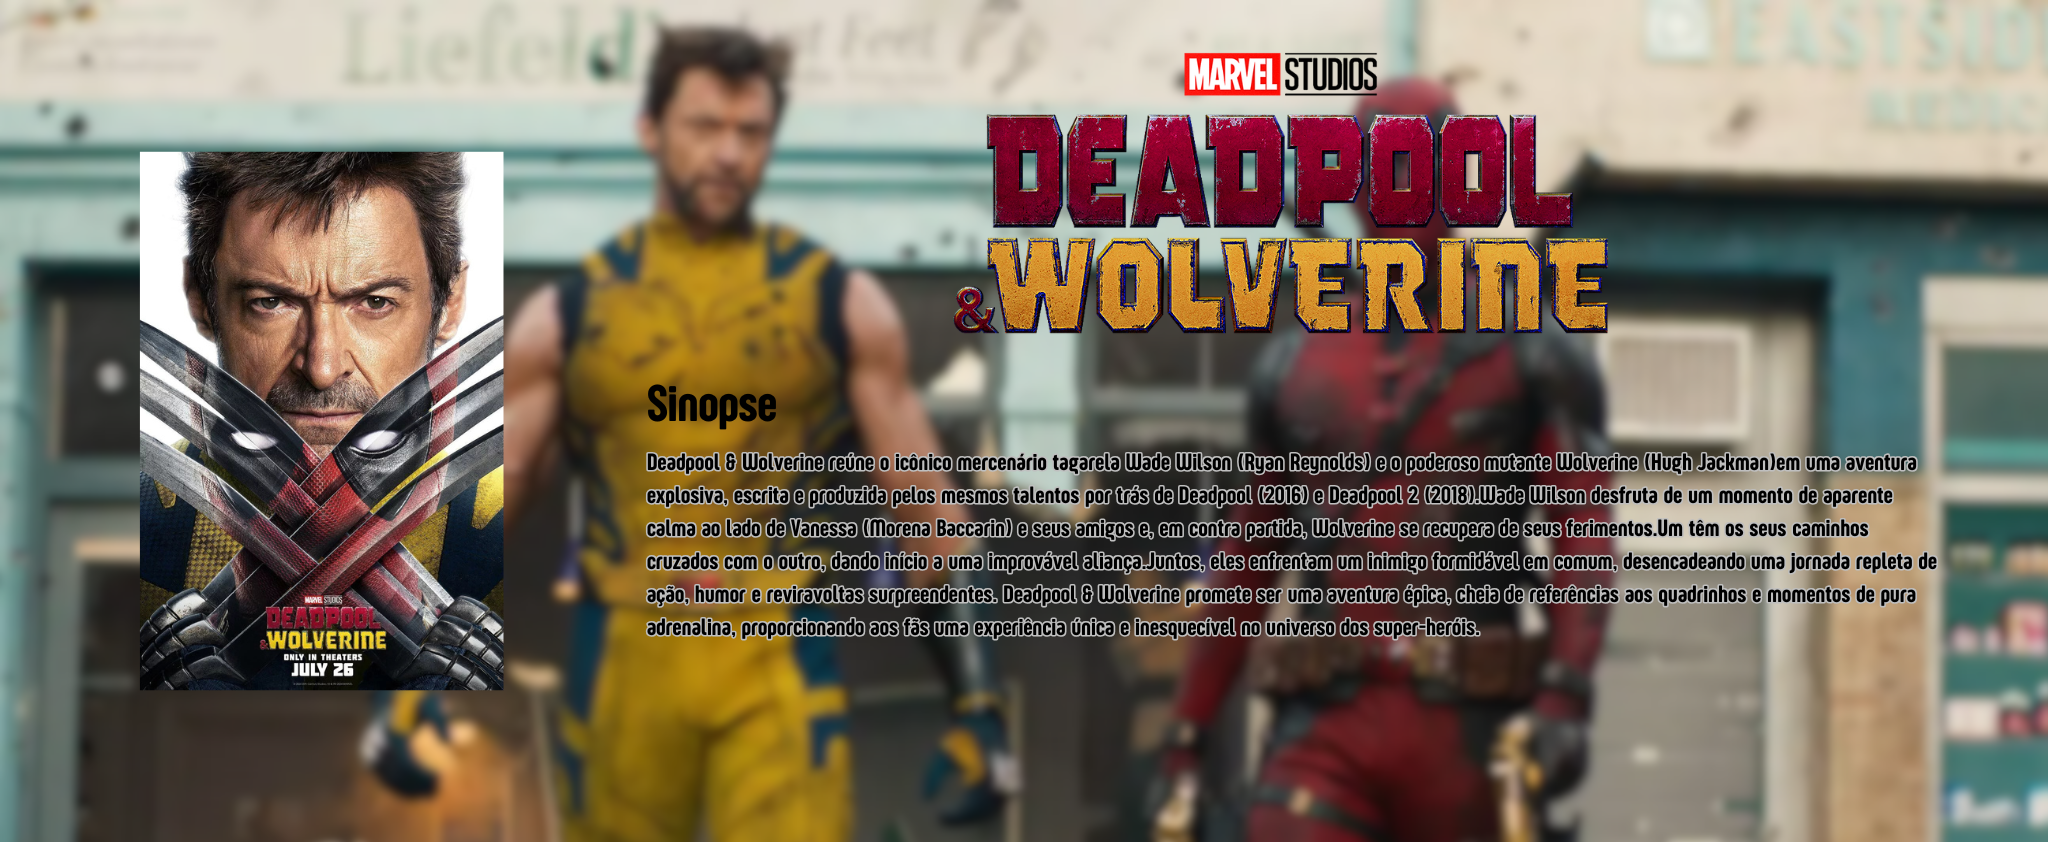 Liefeld's Just Feet
EASTSIDE
MARVEL STUDIOS
DEADPOOL
&WOLVERINE
MARVEL STUDIOS
DEADPOOL
&WOLVERINE
ONLY IN THEATERS
JULY 26
Sinopse
Deadpool & Wolverine reúne o icônico mercenário tagarela Wade Wilson (Ryan Reynolds) e o poderoso mutante Wolverine (Hugh Jackman)em uma aventura
explosiva, escrita e produzida pelos mesmos talentos por trás de Deadpool (2016) e Deadpool 2 (2018).Wade Wilson desfruta de um momento de aparente
calma ao lado de Vanessa (Morena Baccarin) e seus amigos e, em contra partida, Wolverine se recupera de seus ferimentos.Um têm os seus caminhos
cruzados com o outro, dando início a uma improvável aliança.Juntos, eles enfrentam um inimigo formidável em comum, desencadeando uma jornada repleta de
ação, humor e reviravoltas surpreendentes. Deadpool & Wolverine promete ser uma aventura épica, cheia de referências aos quadrinhos e momentos de pura
adrenalina, proporcionando aos fãs uma experiência única e inesquecível no universo dos super-heróis.